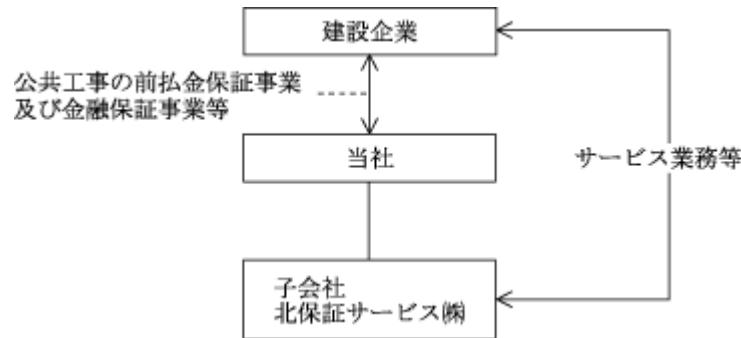 建設企業
公共工事の前払金保証事業
及び金融保証事業等
当社
サービス業務等
子会社
北保証サービス㈱